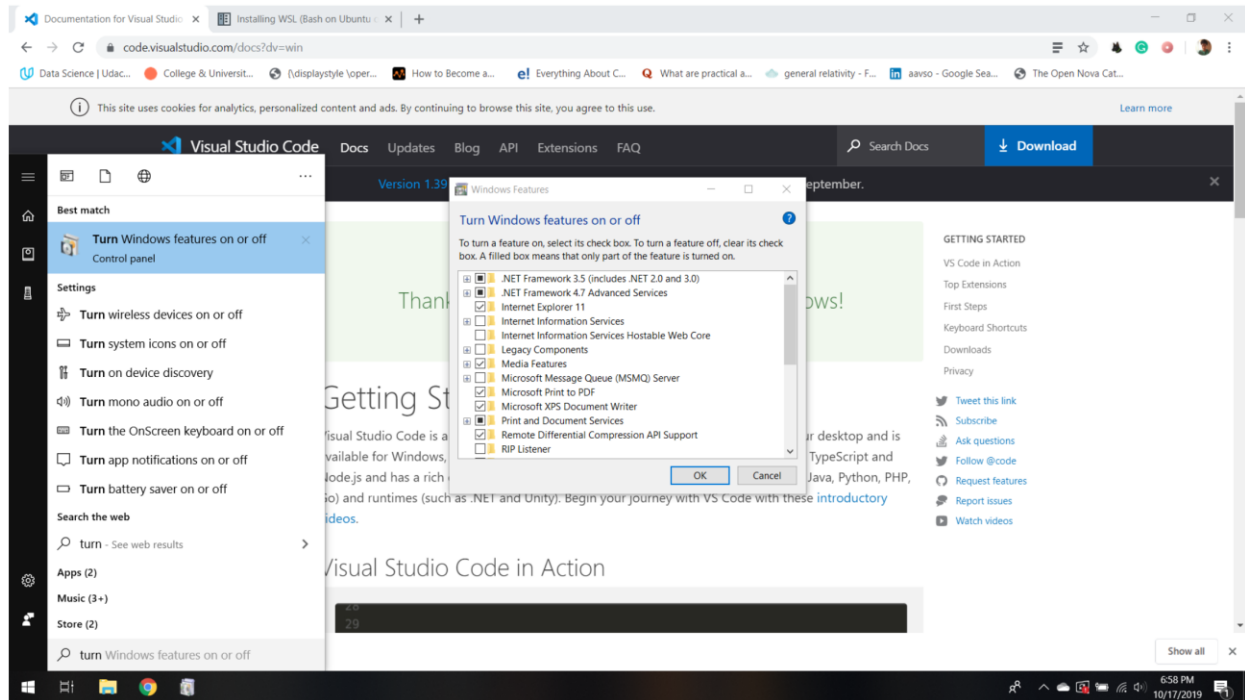 Documentation for Visual Studio
Installing WSL (Bash on Ubuntu
code.visualstudio.com/docs?dv=win
Data Science | Udac...
College & Universit...
(\displaystyle \oper...
How to Become a...
Everything About C...
What are practical a...
general relativity - F...
aavso - Google Sea...
The Open Nova Cat...
This site uses cookies for analytics, personalized content and ads. By continuing to browse this site, you agree to this use.
Learn more
Visual Studio Code
Docs
Updates
Blog
API
Extensions
FAQ
Search Docs
Download
Version 1.39
eptember.
Best match
Turn Windows features on or off
Control panel
Settings
Turn wireless devices on or off
Turn system icons on or off
Turn on device discovery
Turn mono audio on or off
Turn the OnScreen keyboard on or off
Turn app notifications on or off
Turn battery saver on or off
Search the web
turn - See web results
Apps (2)
Music (3+)
Store (2)
turn Windows features on or off
Windows Features
Turn Windows features on or off
To turn a feature on, select its check box. To turn a feature off, clear its check
box. A filled box means that only part of the feature is turned on.
.NET Framework 3.5 (includes .NET 2.0 and 3.0)
.NET Framework 4.7 Advanced Services
Internet Explorer 11
Internet Information Services
Internet Information Services Hostable Web Core
Legacy Components
Media Features
Microsoft Message Queue (MSMQ) Server
Microsoft Print to PDF
Microsoft XPS Document Writer
Print and Document Services
Remote Differential Compression API Support
RIP Listener
OK
Cancel
Thank
ows!
Getting St
Visual Studio Code is a
ur desktop and is
vailable for Windows,
TypeScript and
Node.js and has a rich
Java, Python, PHP,
Go) and runtimes (such as .NET and Unity). Begin your journey with VS Code with these introductory
videos.
Visual Studio Code in Action
28
29
GETTING STARTED
VS Code in Action
Top Extensions
First Steps
Keyboard Shortcuts
Downloads
Privacy
Tweet this link
Subscribe
Ask questions
Follow @code
Request features
Report issues
Watch videos
Show all
6:58 PM
10/17/2019
1